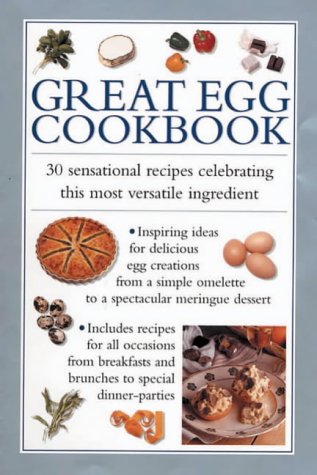 GREAT EGG
COOKBOOK
30 sensational recipes celebrating
this most versatile ingredient
• Inspiring ideas
for delicious
egg creations
from a simple omelette
to a spectacular meringue dessert
• Includes recipes
for all occasions
from breakfasts and
brunches to special
dinner-parties